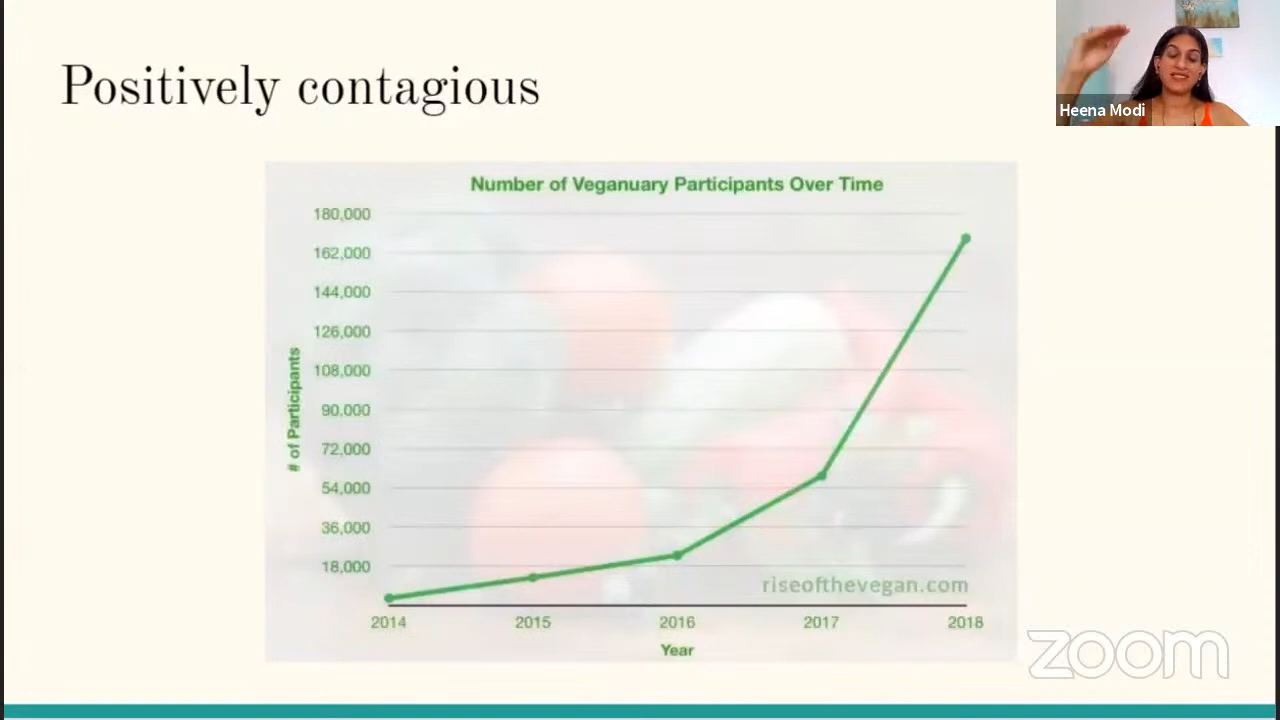 Positively contagious
Heena Modi
Number of Veganuary Participants Over Time
180,000
162,000
144,000
126,000
108,000
90,000
72,000
54,000
36,000
18,000
# of Participants
riseofthevegan.com
2014 2015 2016 2017 2018
Year
zoom